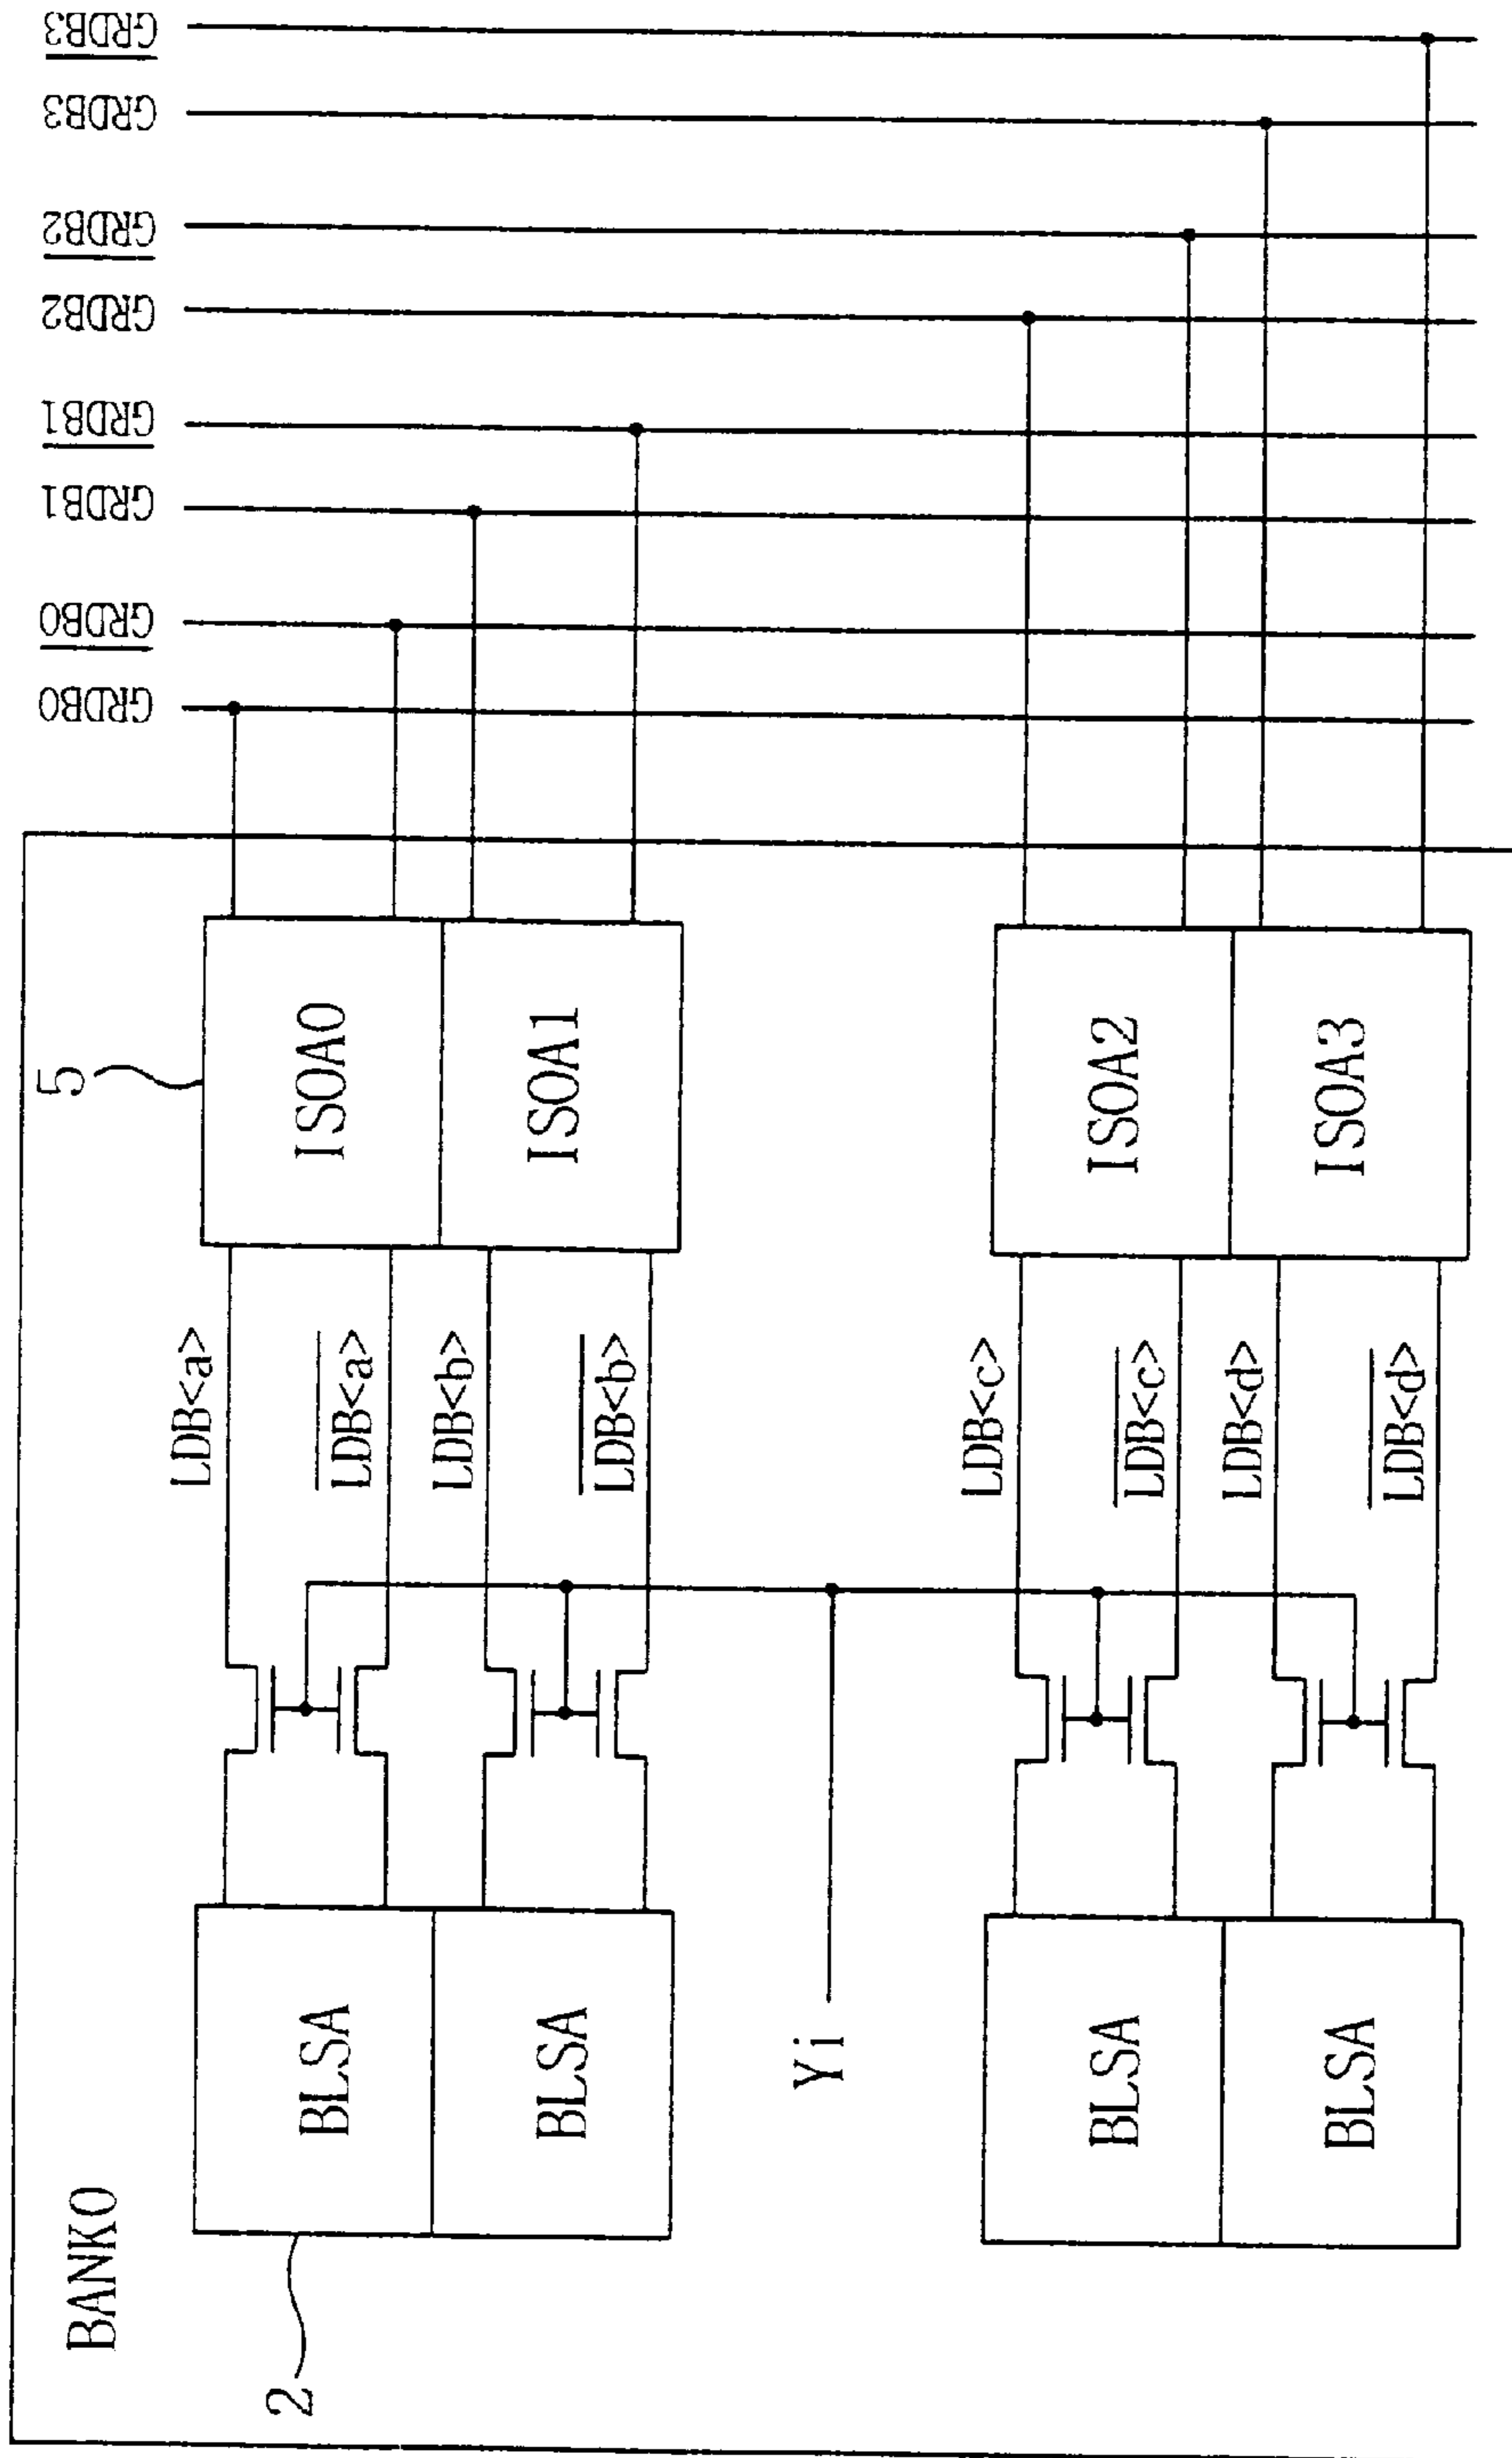 GRDB3
GRDB3
GRDB2
GRDB2
GRDB1
GRDB1
GRDB0
GRDB0
5
ISOA0
ISOA1
ISOA2
ISOA3
LDB<a>
LDB<a>
LDB<b>
LDB<b>
LDB<c>
LDB<c>
LDB<d>
LDB<d>
Yi
BLSA
BLSA
BLSA
BLSA
BANK0
2